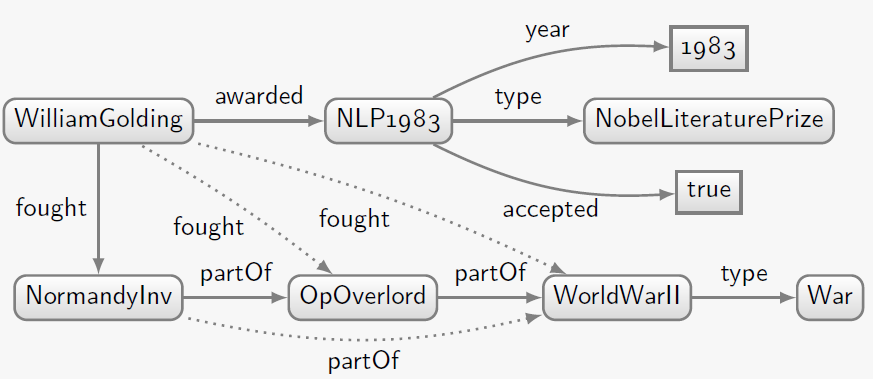 year
1983
awarded
type
WilliamGolding
NLP1983
NobelLiteraturePrize
true
accepted
fought
fought
fought
partOf
partOf
type
NormandyInv
OpOverlord
WorldWarII
War
partOf